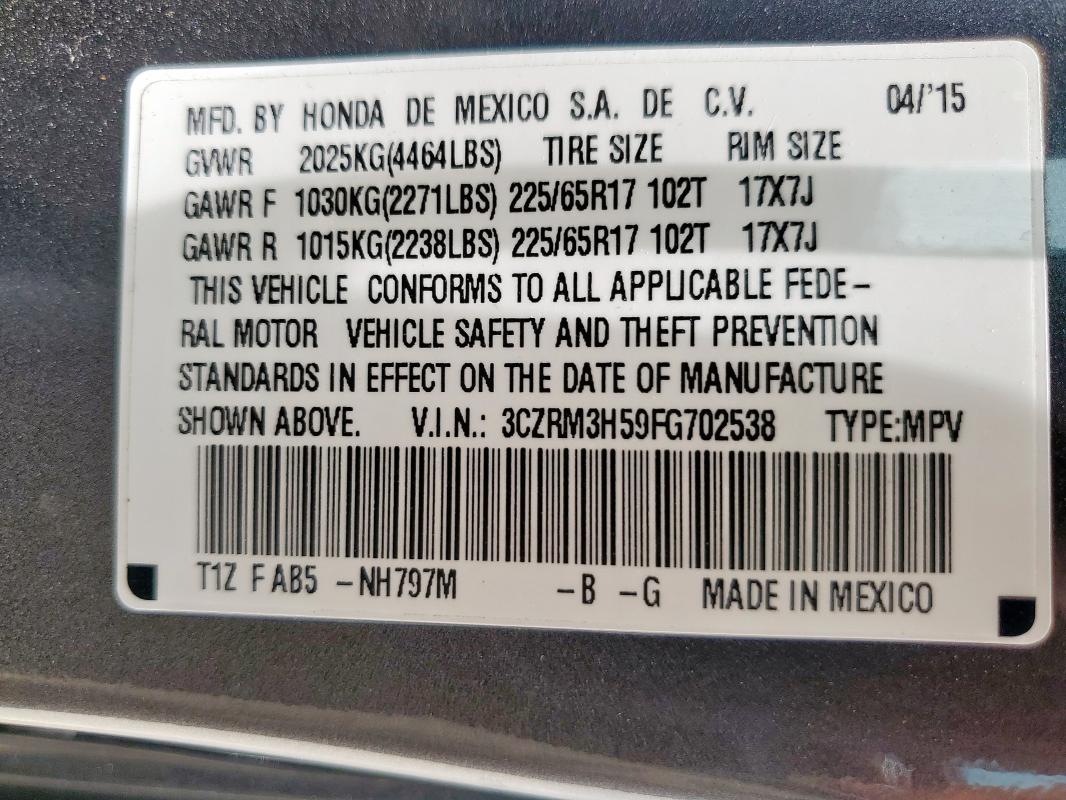 MFD. BY HONDA DE MEXICO S.A. DE C.V. 04/'15
GVWR 2025KG(4464LBS) TIRE SIZE RIM SIZE
GAWR F 1030KG(2271LBS) 225/65R17 102T 17X7J
GAWR R 1015KG(2238LBS) 225/65R17 102T 17X7J
THIS VEHICLE CONFORMS TO ALL APPLICABLE FEDE-
RAL MOTOR VEHICLE SAFETY AND THEFT PREVENTION
STANDARDS IN EFFECT ON THE DATE OF MANUFACTURE
SHOWN ABOVE. V.I.N.: 3CZRM3H59FG702538 TYPE:MPV
T1Z F AB5 -NH797M -B -G MADE IN MEXICO